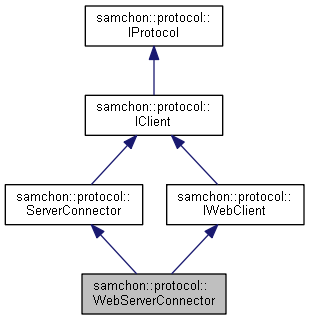 samchon::protocol::
IProtocol
samchon::protocol::
IClient
samchon::protocol::
ServerConnector
samchon::protocol::
IWebClient
samchon::protocol::
WebServerConnector